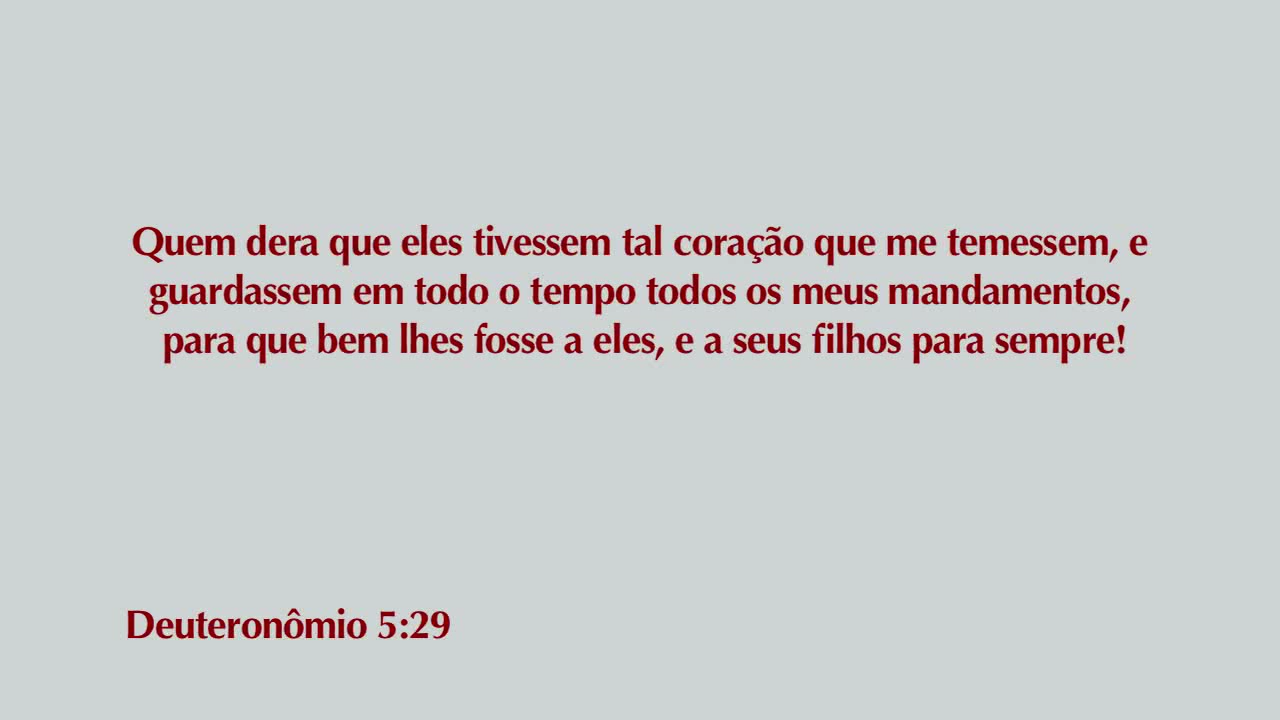 Quem dera que eles tivessem tal coração que me temessem, e
guardassem em todo o tempo todos os meus mandamentos,
para que bem lhes fosse a eles, e a seus filhos para sempre!
Deuteronômio 5:29